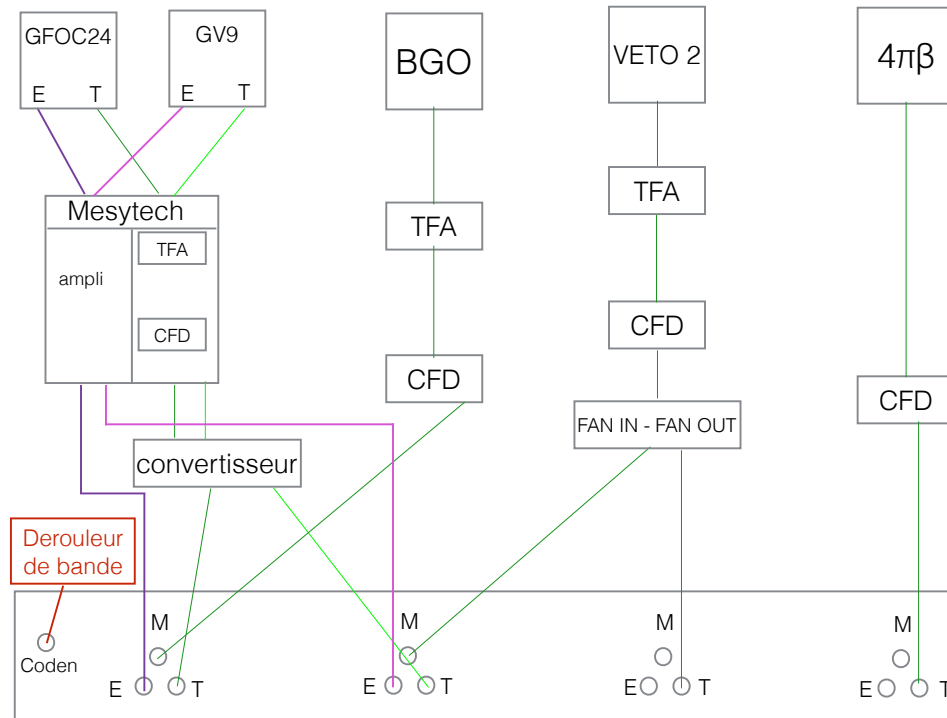 GFOC24
GV9
BGO
VETO 2
4πβ
E T
E T
Mesytech
TFA
ampli
CFD
TFA
TFA
CFD
CFD
CFD
FAN IN - FAN OUT
convertisseur
Derouleur
de bande
Coden
M
E T
M
E T
M
E T
M
E T